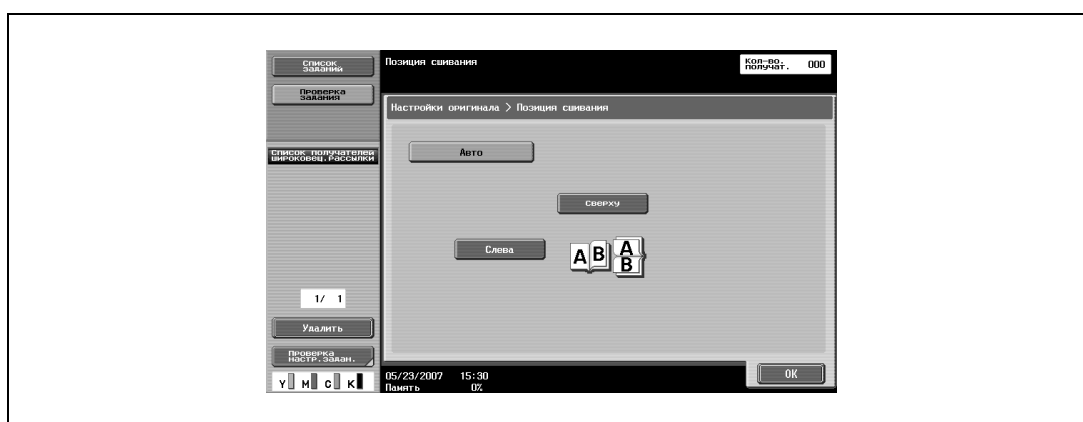 Список
заданий
Позиция сшивания
Кол-во.
получат. 000
Проверка
задания
Настройки оригинала > Позиция сшивания
Список получателей
широковещ.рассылки
Авто
Сверху
Слева
A B A
B
1/ 1
Удалить
Проверка
настр.задан.
Y M C K
05/23/2007 15:30
Память 0%
OK